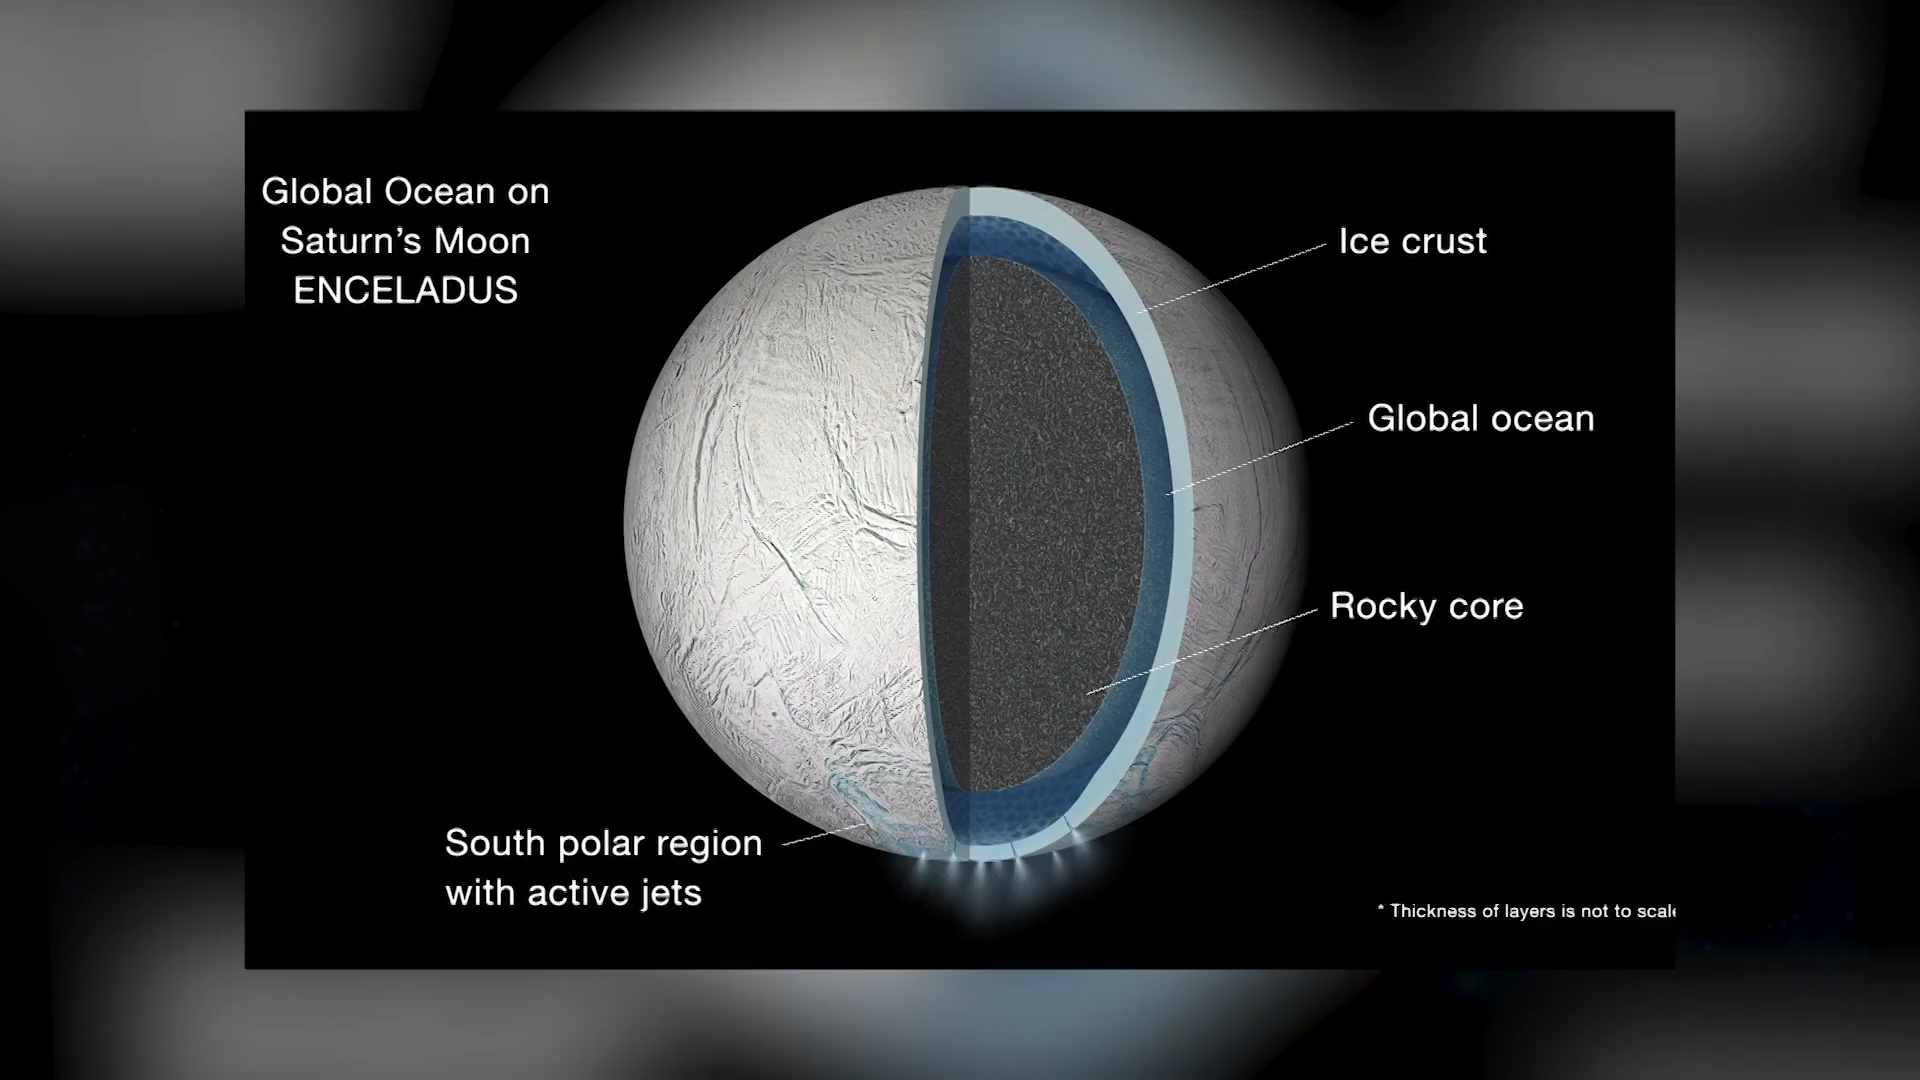 Global Ocean on
Saturn's Moon
ENCELADUS
Ice crust
Global ocean
Rocky core
South polar region
with active jets
* Thickness of layers is not to scale